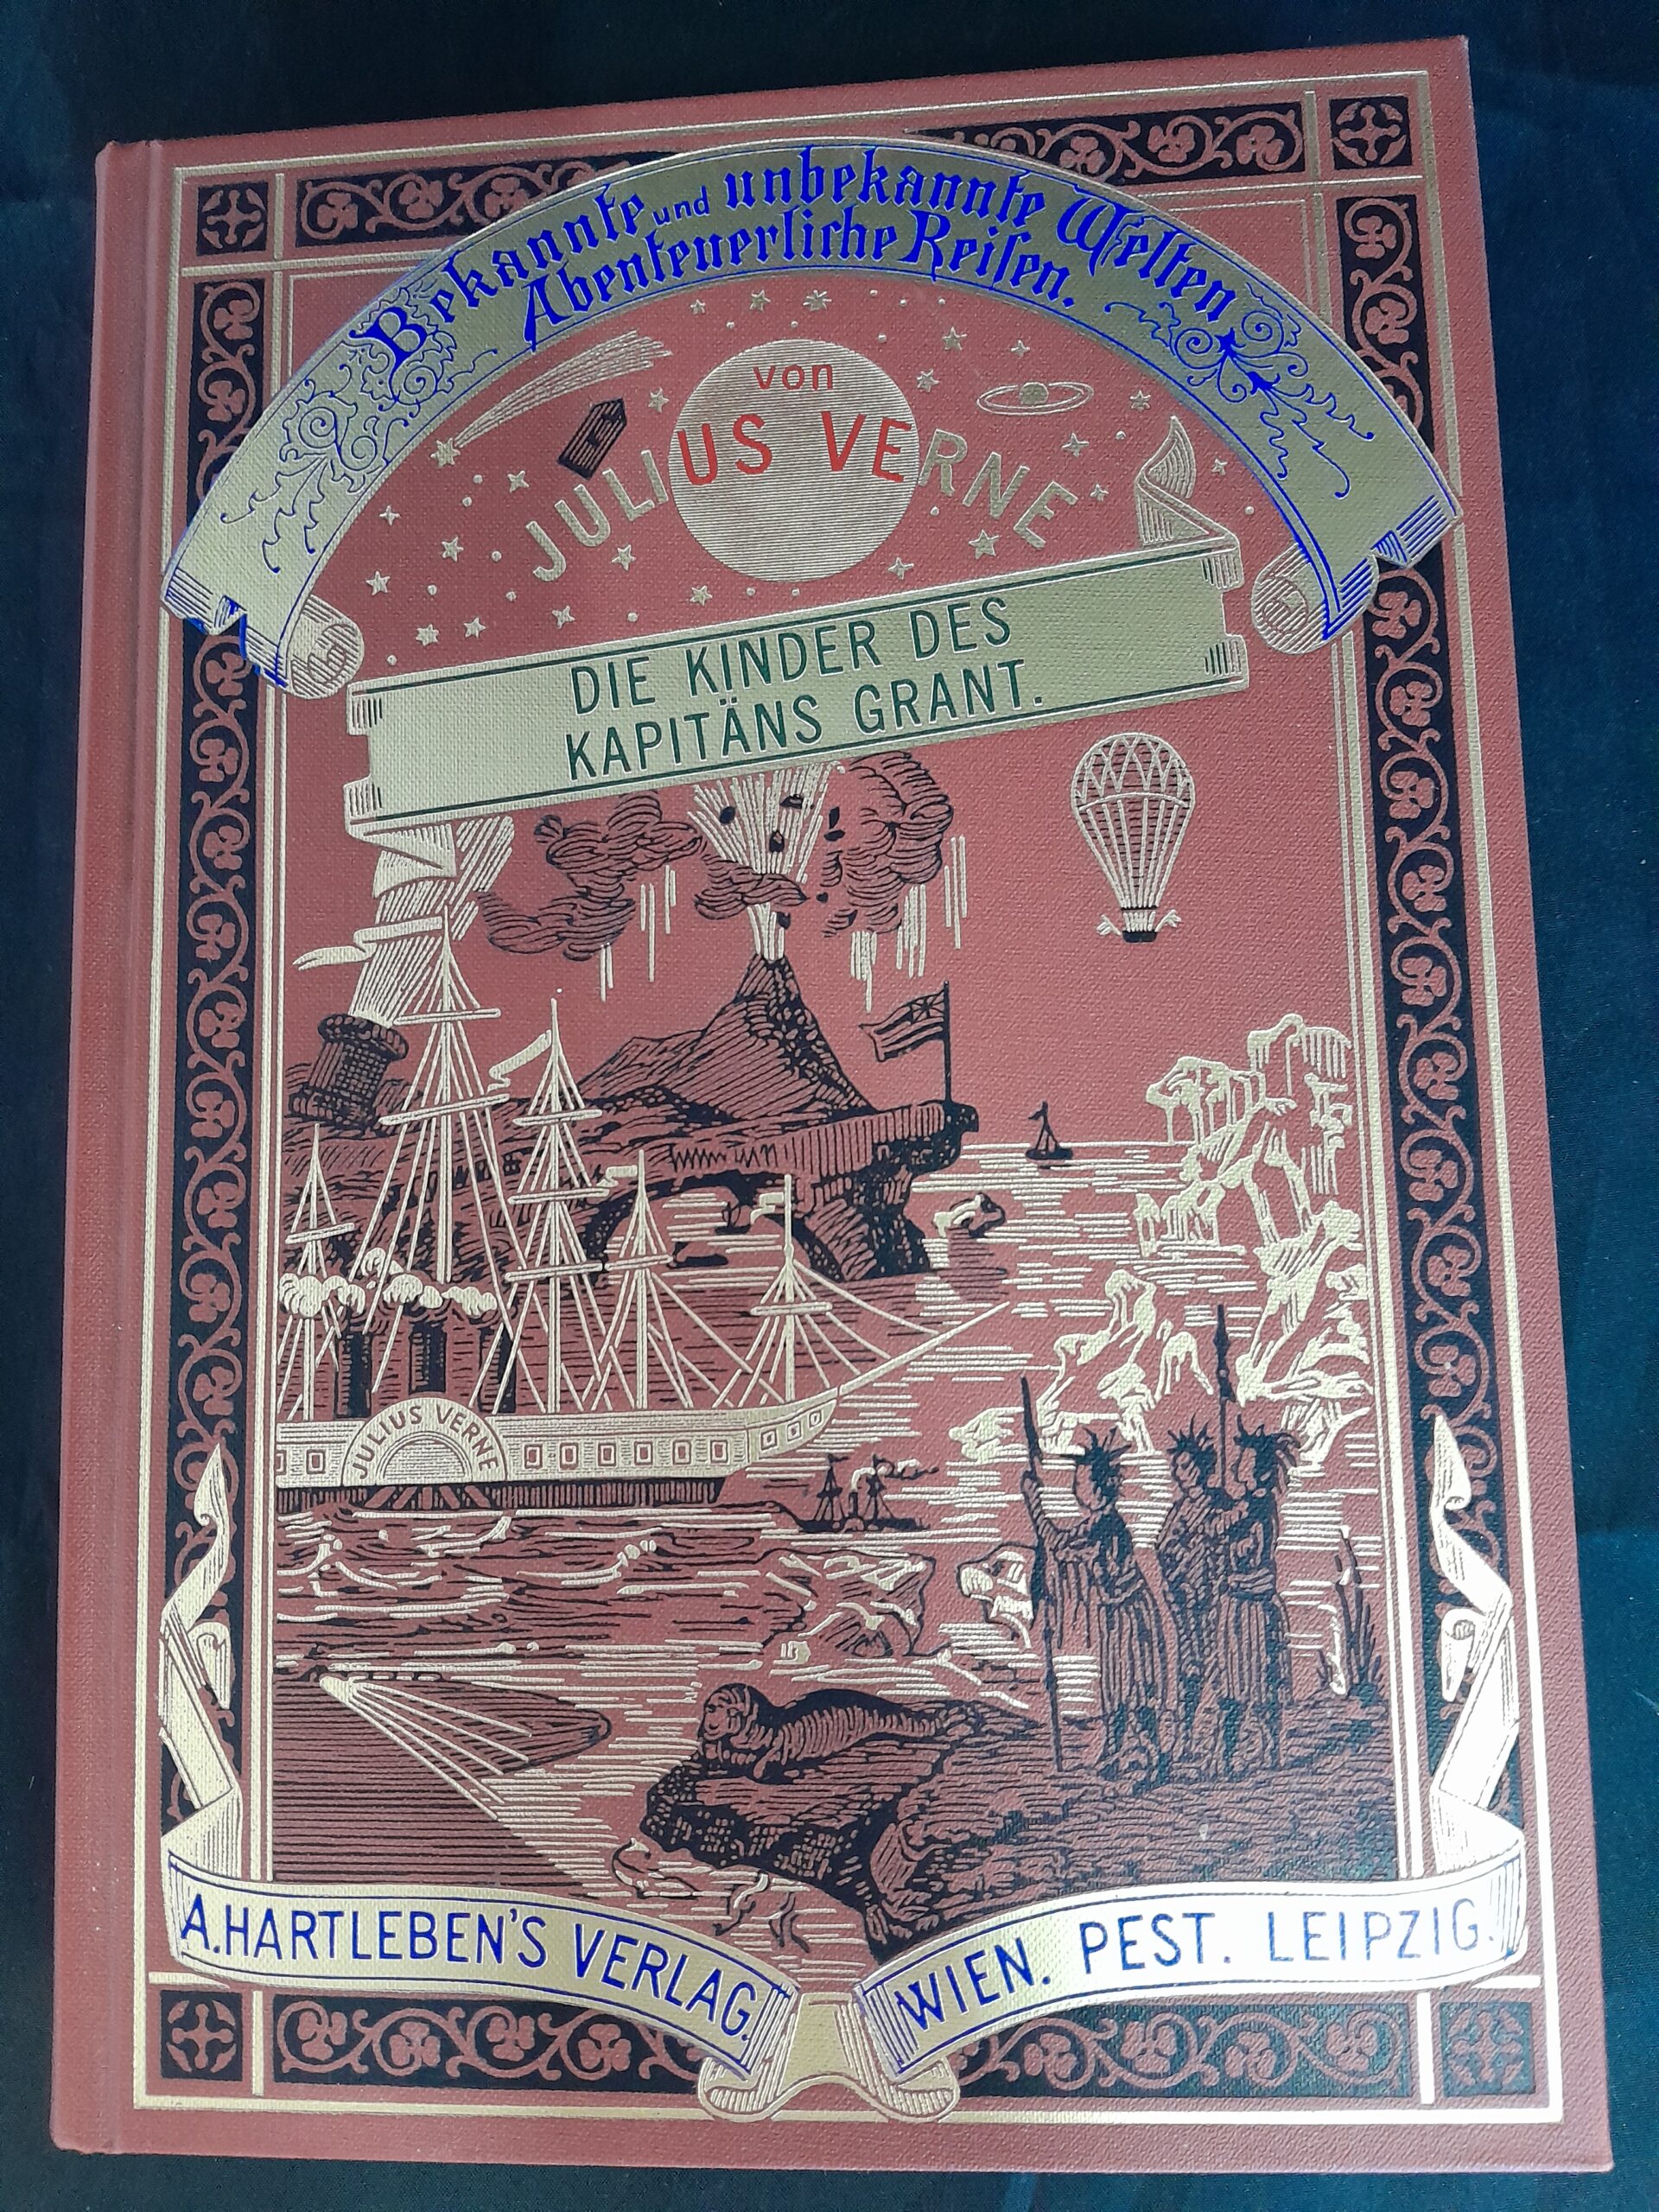 Bekannte und unbekannte Welten
Abenteuerliche Reiſen.
von
JULIUS VERNE
DIE KINDER DES
KAPITÄNS GRANT.
JULIUS VERNE
A. HARTLEBEN'S VERLAG.
WIEN. PEST. LEIPZIG.